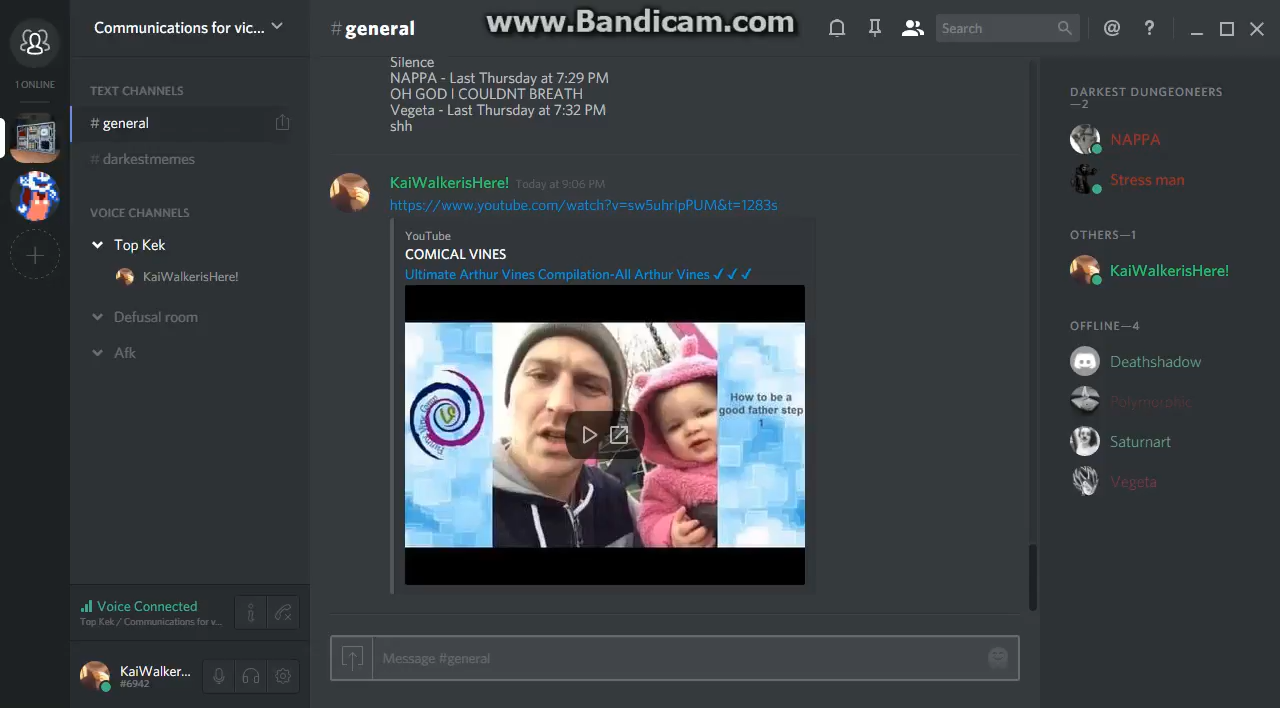 www.Bandicam.com
1 ONLINE
Communications for vic...
TEXT CHANNELS
# general
# darkestmemes
VOICE CHANNELS
Top Kek
KaiWalkerisHere!
Defusal room
Afk
Voice Connected
Top Kek / Communications for v...
KaiWalker...
#6942
#general
Search
Silence
NAPPA - Last Thursday at 7:29 PM
OH GOD I COULDNT BREATH
Vegeta - Last Thursday at 7:32 PM
shh
KaiWalkerisHere! Today at 9:06 PM
https://www.youtube.com/watch?v=sw5uhrIpPUM&t=1283s
YouTube
COMICAL VINES
Ultimate Arthur Vines Compilation-All Arthur Vines ✓ ✓ ✓
How to be a
good father step
1
Message #general
DARKEST DUNGEONEERS
—2
NAPPA
Stress man
OTHERS—1
KaiWalkerisHere!
OFFLINE—4
Deathshadow
Polymorphic
Saturnart
Vegeta